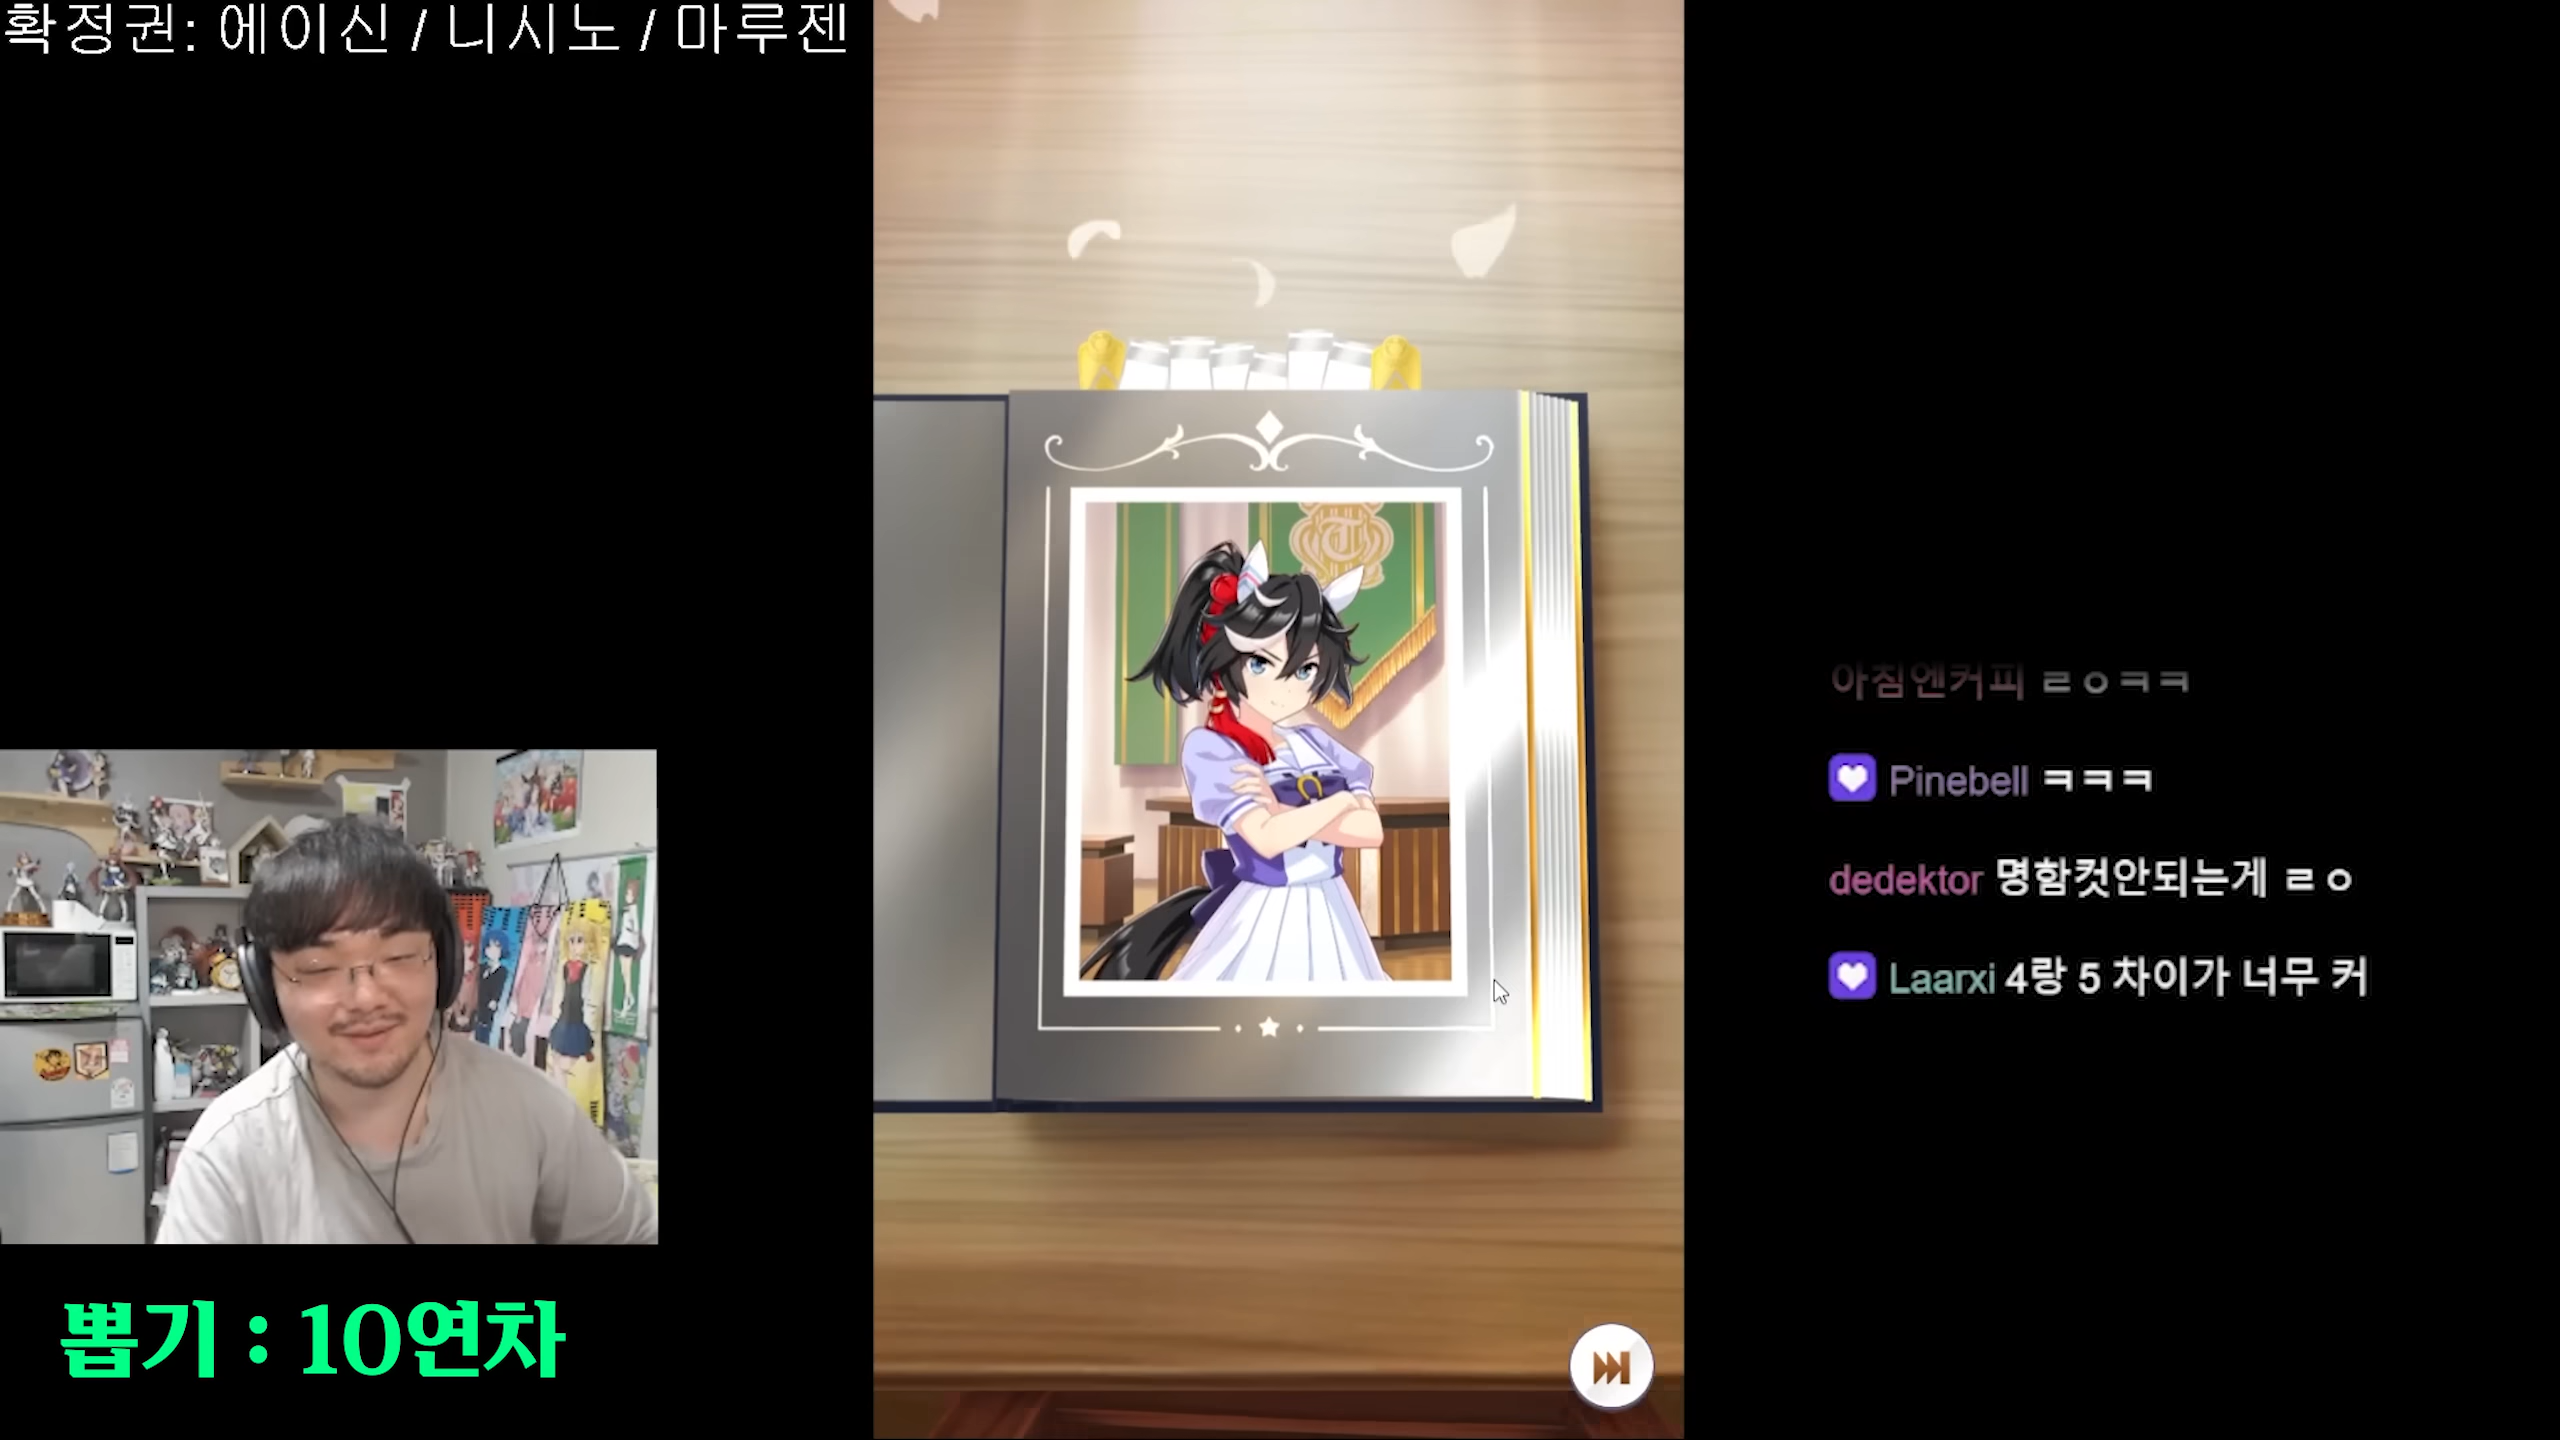 확정권: 에이신 / 니시노 / 마루젠
아침엔커피 ㄹㅇㅋㅋ
Pinebell ㅋㅋㅋ
dedektor 명함컷안되는게 ㄹㅇ
Laarxi 4랑 5 차이가 너무 커
뽑기 : 10연차